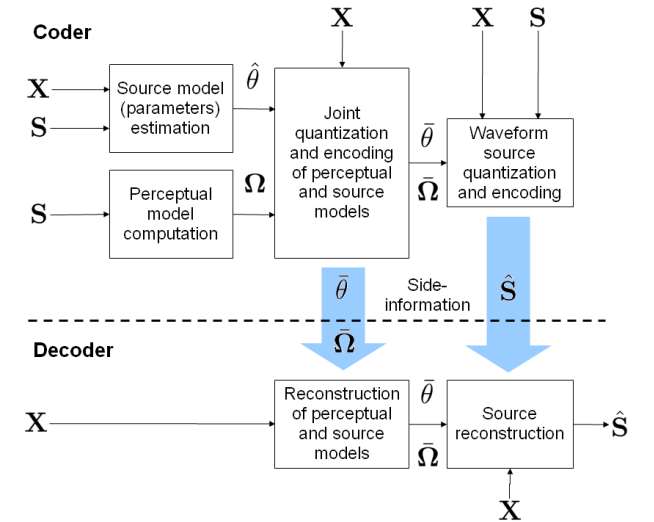 Coder
X
X
S
X
S
Source model
(parameters)
estimation
θ̂
Joint
quantization
and encoding
of perceptual
and source
models
θ̄
Ω̄
Waveform
source
quantization
and encoding
S
Perceptual
model
computation
Ω
θ̄
Side-
information
Ŝ
Ω̄
Decoder
X
Reconstruction
of perceptual
and source
models
θ̄
Ω̄
Source
reconstruction
Ŝ
X